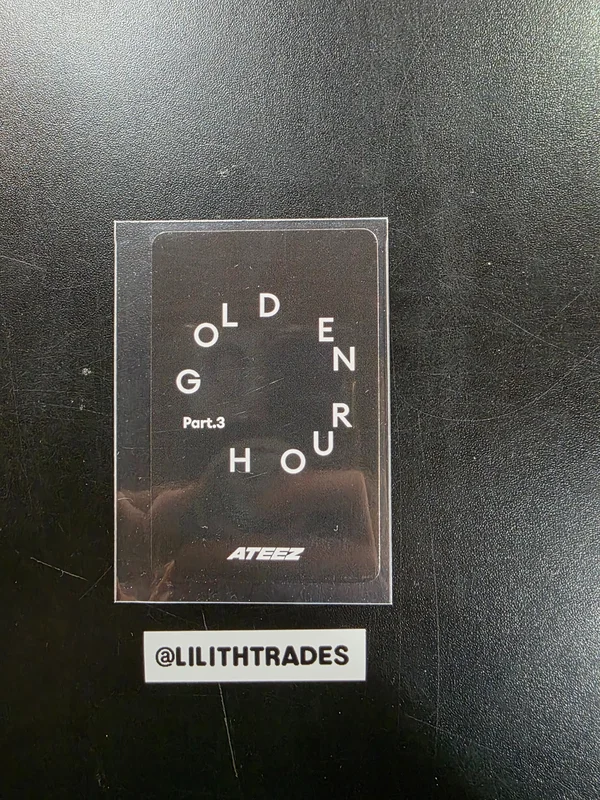 GOLDEN
HOUR
Part.3
ATEEZ
@LILITHTRADES